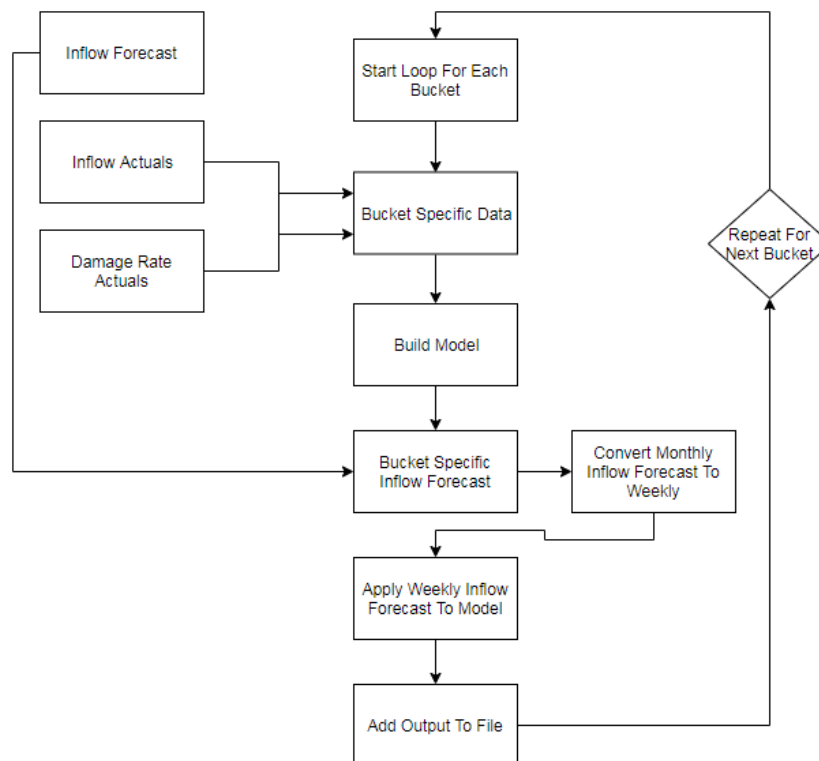 Inflow Forecast
Start Loop For Each
Bucket
Inflow Actuals
Bucket Specific Data
Damage Rate
Actuals
Repeat For
Next Bucket
Build Model
Bucket Specific
Inflow Forecast
Convert Monthly
Inflow Forecast To
Weekly
Apply Weekly Inflow
Forecast To Model
Add Output To File